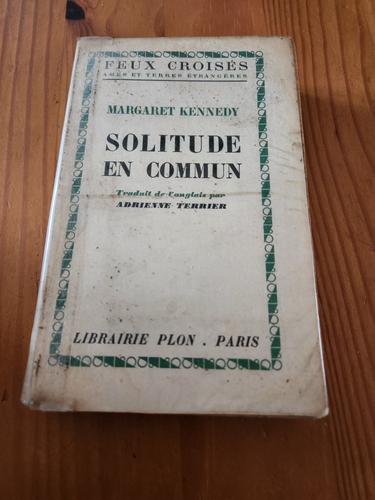 FEUX CROISÉS
AMES ET TERRES ÉTRANGÈRES
MARGARET KENNEDY
SOLITUDE
EN COMMUN
Traduit de l'anglais par
ADRIENNE TERRIER
LIBRAIRIE PLON . PARIS